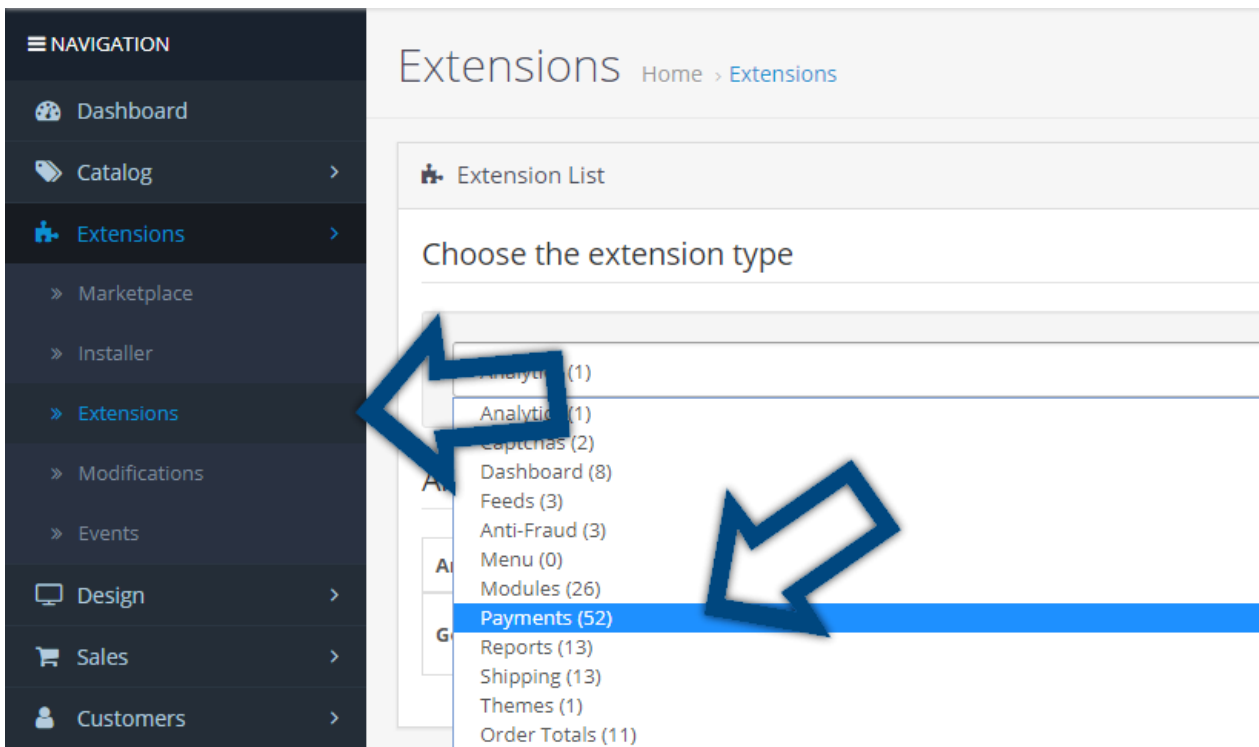 NAVIGATION
Dashboard
Catalog
Extensions
Marketplace
Installer
Extensions
Modifications
Events
Design
Sales
Customers
Extensions Home › Extensions
Extension List
Choose the extension type
(1)
Analytics (1)
Captchas (2)
Dashboard (8)
Feeds (3)
Anti-Fraud (3)
Menu (0)
Modules (26)
Payments (52)
Reports (13)
Shipping (13)
Themes (1)
Order Totals (11)